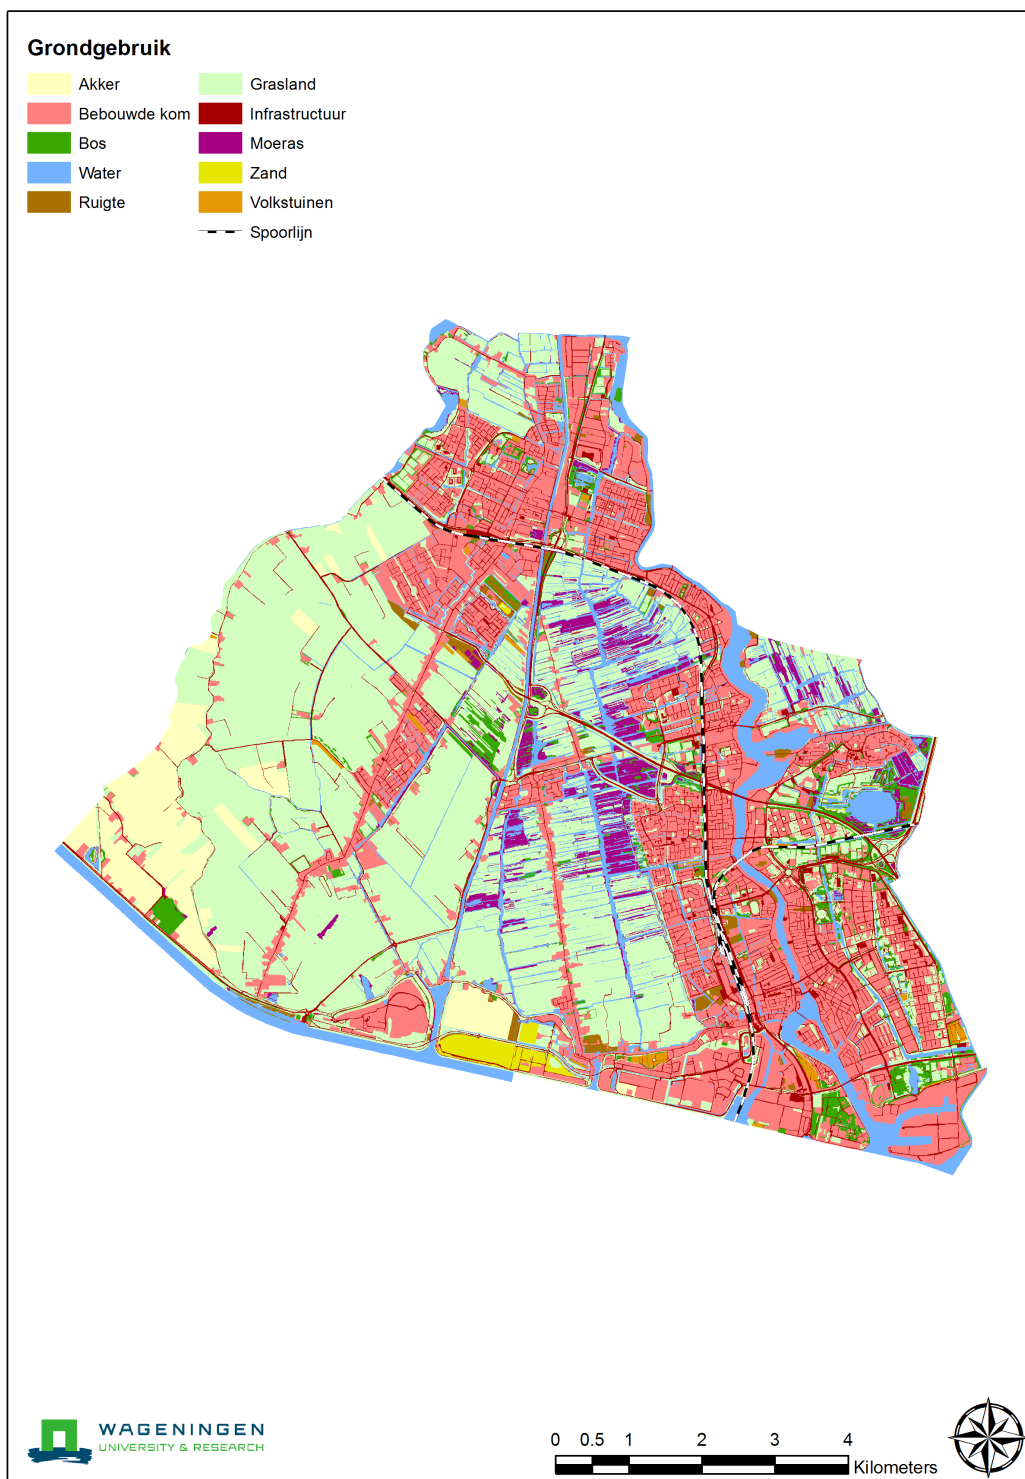 Grondgebruik
Akker
Bebouwde kom
Bos
Water
Ruigte
Grasland
Infrastructuur
Moeras
Zand
Volkstuinen
Spoorlijn
WAGENINGEN
UNIVERSITY & RESEARCH
0 0.5 1 2 3 4
Kilometers